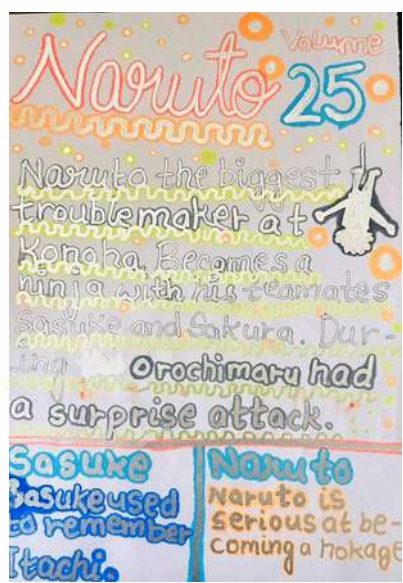 Naruto
Volume
25
Naruto the biggest
troublemaker at
Konoha. Becomes a
ninja with his teamates
Sasuke and Sakura. Dur-
ing Orochimaru had
a surprise attack.
Sasuke
Sasuke used
to remember
Itachi.
Naruto
Naruto is
serious at be-
coming a hokage